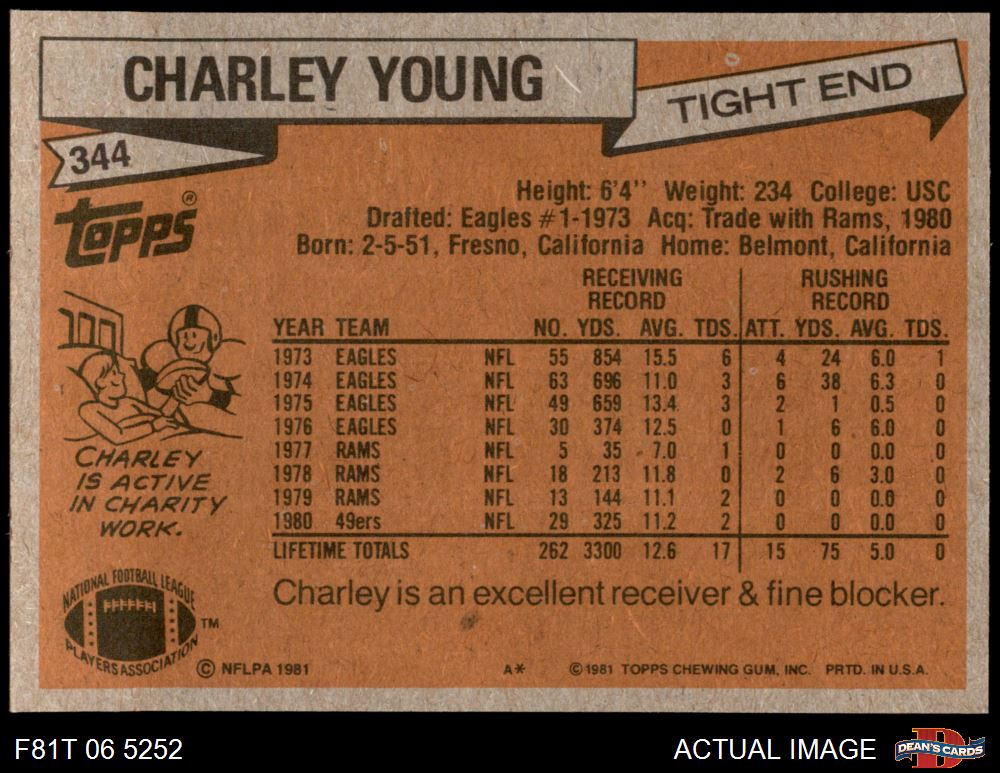 CHARLEY YOUNG
TIGHT END
344
TOPPS®
Height: 6'4'' Weight: 234 College: USC
Drafted: Eagles #1-1973 Acq: Trade with Rams, 1980
Born: 2-5-51, Fresno, California Home: Belmont, California
RECEIVING RECORD RUSHING RECORD
YEAR TEAM NO. YDS. AVG. TDS. ATT. YDS. AVG. TDS.
1973 EAGLES NFL 55 854 15.5 6 4 24 6.0 1
1974 EAGLES NFL 63 696 11.0 3 6 38 6.3 0
1975 EAGLES NFL 49 659 13.4 3 2 1 0.5 0
1976 EAGLES NFL 30 374 12.5 0 1 6 6.0 0
1977 RAMS NFL 5 35 7.0 1 0 0 0.0 0
1978 RAMS NFL 18 213 11.8 0 2 6 3.0 0
1979 RAMS NFL 13 144 11.1 2 0 0 0.0 0
1980 49ers NFL 29 325 11.2 2 0 0 0.0 0
LIFETIME TOTALS 262 3300 12.6 17 15 75 5.0 0
CHARLEY
IS ACTIVE
IN CHARITY
WORK.
Charley is an excellent receiver & fine blocker.
NATIONAL FOOTBALL LEAGUE
PLAYERS ASSOCIATION
TM
© NFLPA 1981
A*
© 1981 TOPPS CHEWING GUM, INC. PRTD. IN U.S.A.
F81T 06 5252
ACTUAL IMAGE
D
DEAN'S CARDS